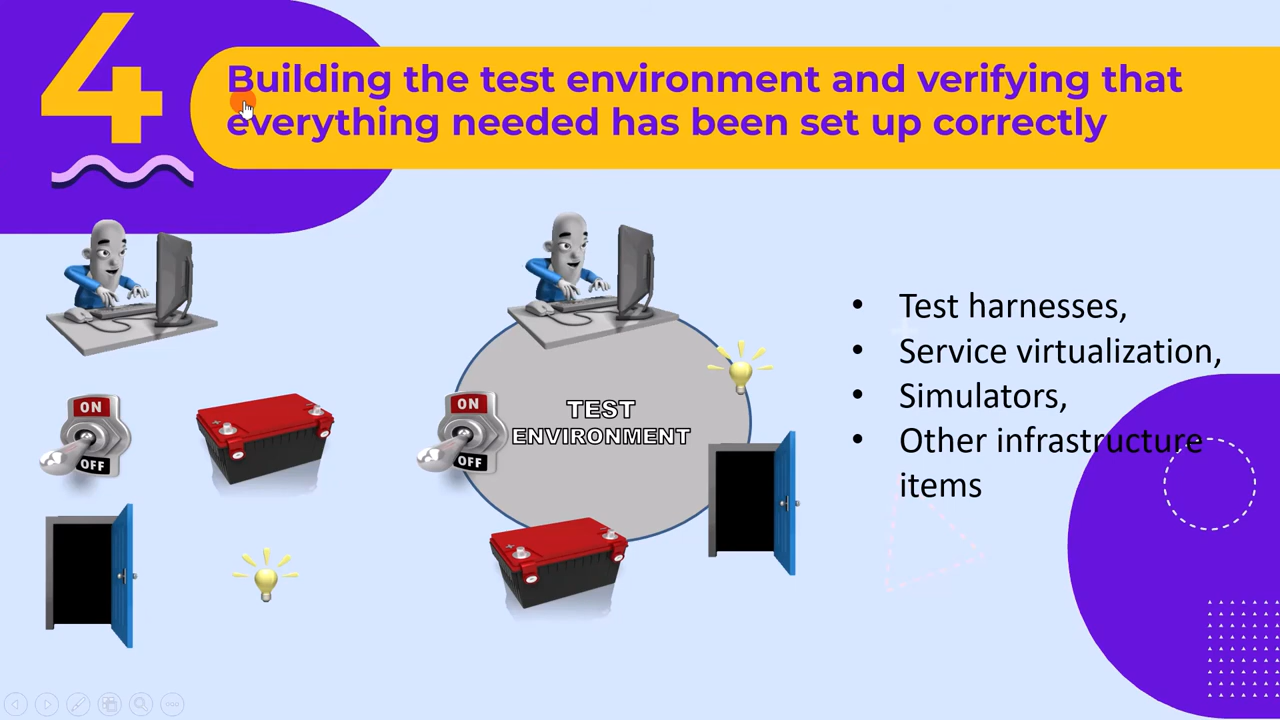 4
Building the test environment and verifying that
everything needed has been set up correctly
ON
OFF
ON
OFF
TEST
ENVIRONMENT
• Test harnesses,
• Service virtualization,
• Simulators,
• Other infrastructure
items